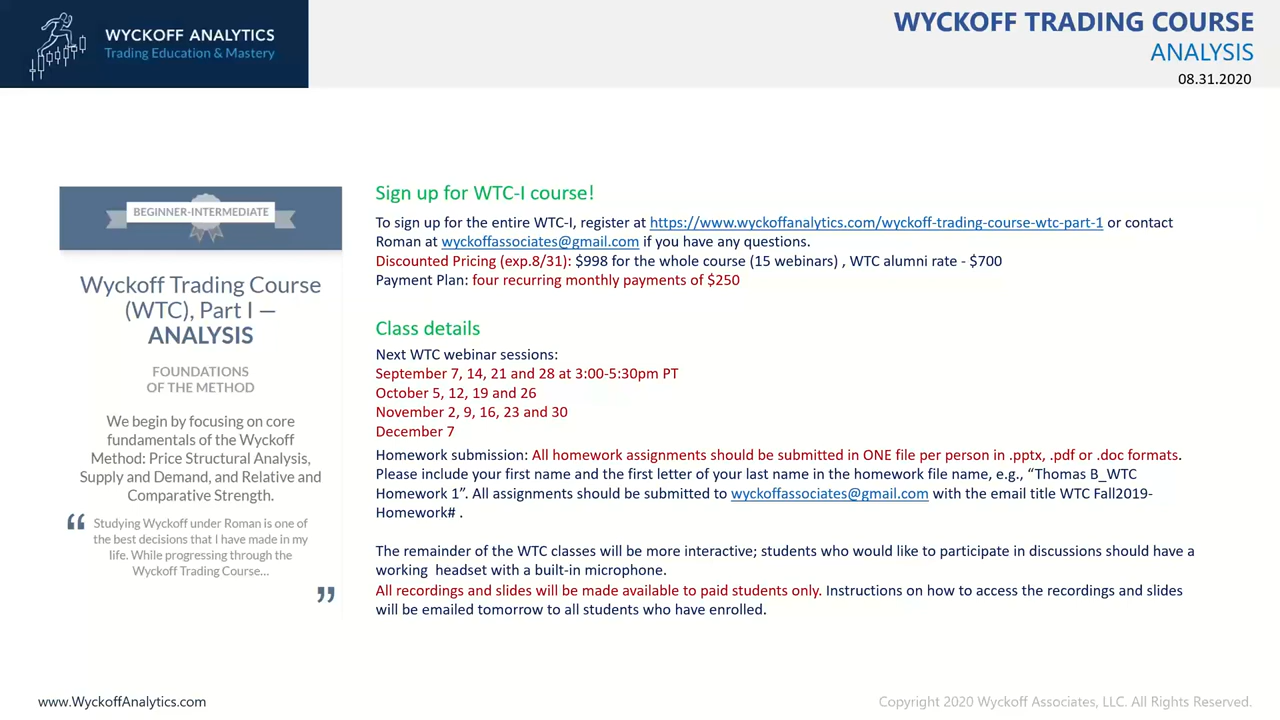 WYCKOFF ANALYTICS
Trading Education & Mastery
WYCKOFF TRADING COURSE
ANALYSIS
08.31.2020
BEGINNER-INTERMEDIATE
Wyckoff Trading Course
(WTC), Part I —
ANALYSIS
FOUNDATIONS
OF THE METHOD
We begin by focusing on core
fundamentals of the Wyckoff
Method: Price Structural Analysis,
Supply and Demand, and Relative and
Comparative Strength.
“ Studying Wyckoff under Roman is one of
the best decisions that I have made in my
life. While progressing through the
Wyckoff Trading Course...
”
Sign up for WTC-I course!
To sign up for the entire WTC-I, register at https://www.wyckoffanalytics.com/wyckoff-trading-course-wtc-part-1 or contact
Roman at wyckoffassociates@gmail.com if you have any questions.
Discounted Pricing (exp.8/31): $998 for the whole course (15 webinars) , WTC alumni rate - $700
Payment Plan: four recurring monthly payments of $250
Class details
Next WTC webinar sessions:
September 7, 14, 21 and 28 at 3:00-5:30pm PT
October 5, 12, 19 and 26
November 2, 9, 16, 23 and 30
December 7
Homework submission: All homework assignments should be submitted in ONE file per person in .pptx, .pdf or .doc formats.
Please include your first name and the first letter of your last name in the homework file name, e.g., “Thomas B_WTC
Homework 1”. All assignments should be submitted to wyckoffassociates@gmail.com with the email title WTC Fall2019-
Homework# .
The remainder of the WTC classes will be more interactive; students who would like to participate in discussions should have a
working headset with a built-in microphone.
All recordings and slides will be made available to paid students only. Instructions on how to access the recordings and slides
will be emailed tomorrow to all students who have enrolled.
www.WyckoffAnalytics.com
Copyright 2020 Wyckoff Associates, LLC. All Rights Reserved.